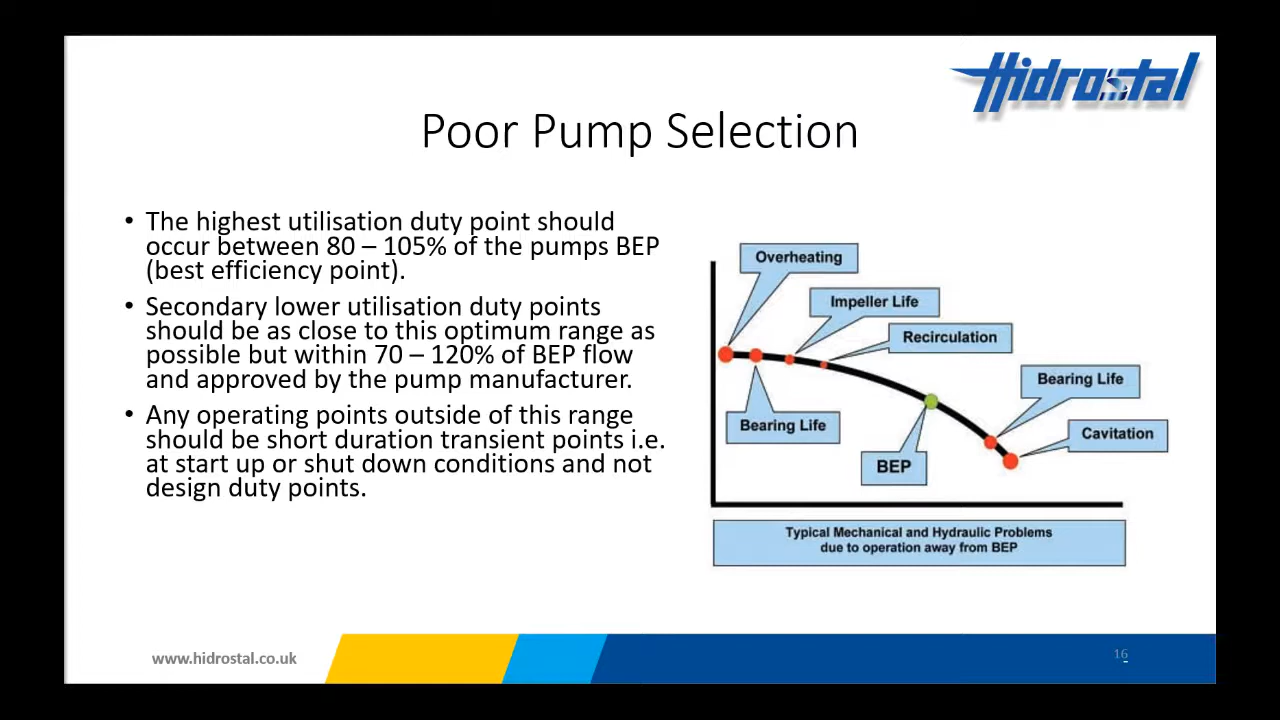 Hidrostal
Poor Pump Selection
• The highest utilisation duty point should
occur between 80 – 105% of the pumps BEP
(best efficiency point).
• Secondary lower utilisation duty points
should be as close to this optimum range as
possible but within 70 – 120% of BEP flow
and approved by the pump manufacturer.
• Any operating points outside of this range
should be short duration transient points i.e.
at start up or shut down conditions and not
design duty points.
Overheating
Impeller Life
Recirculation
Bearing Life
Bearing Life
Cavitation
BEP
Typical Mechanical and Hydraulic Problems
due to operation away from BEP
www.hidrostal.co.uk
16